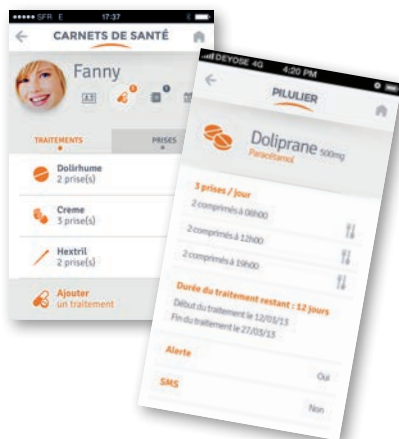 SFR E 17:37
CARNETS DE SANTÉ
Fanny
TRAITEMENTS PRISES
Dolirhume
2 prise(s)
Creme
3 prise(s)
Hextril
2 prise(s)
Ajouter
un traitement
DEYOSE 4G 4:20 PM
PILULIER
Doliprane 500mg
Paracétamol
3 prises / jour
2 comprimés à 08h00
2 comprimés à 12h00
2 comprimés à 19h00
Durée du traitement restant : 12 jours
Début du traitement le 12/03/13
Fin du traitement le 27/03/13
Alerte Oui
SMS Non